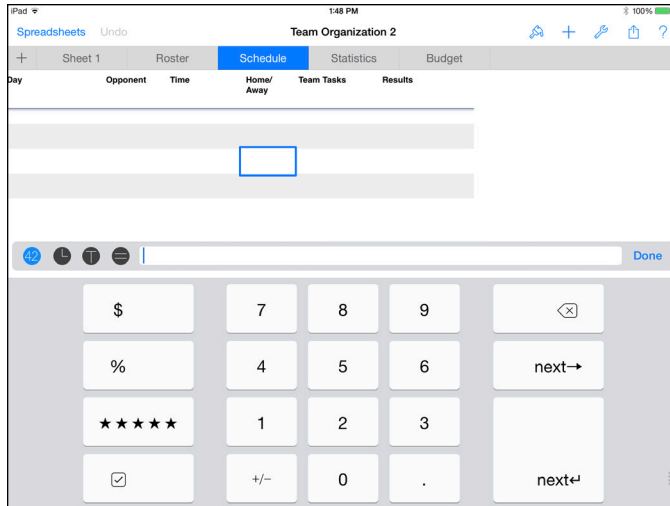 iPad 1:48 PM 100%
Spreadsheets Undo Team Organization 2 + ?
+ Sheet 1 Roster Schedule Statistics Budget
Day Opponent Time Home/ Team Tasks Results
Away
42 T = Done
$ 7 8 9
% 4 5 6 next→
★★★★★ 1 2 3
+/− 0 . next↵